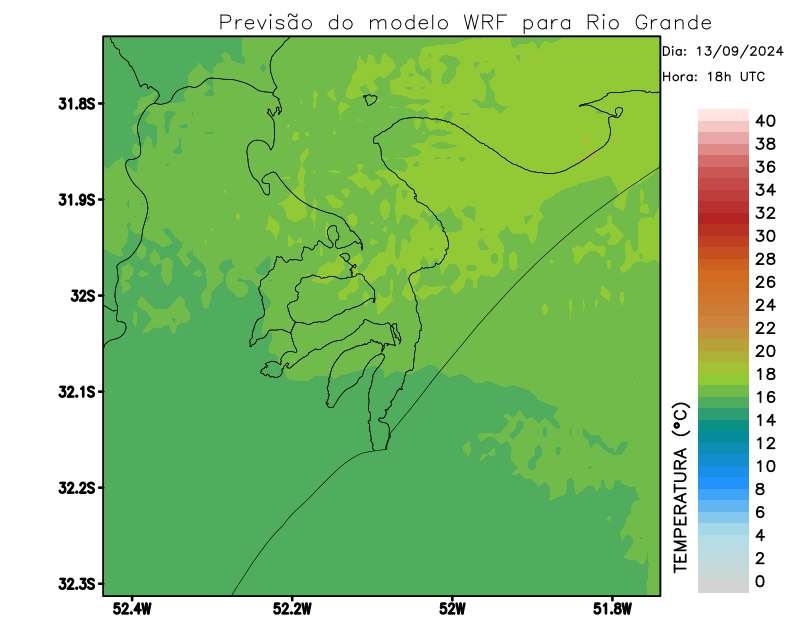 Previsão do modelo WRF para Rio Grande
Dia: 13/09/2024
Hora: 18h UTC
31.8S
31.9S
32S
32.1S
32.2S
32.3S
52.4W
52.2W
52W
51.8W
TEMPERATURA (°C)
40
38
36
34
32
30
28
26
24
22
20
18
16
14
12
10
8
6
4
2
0